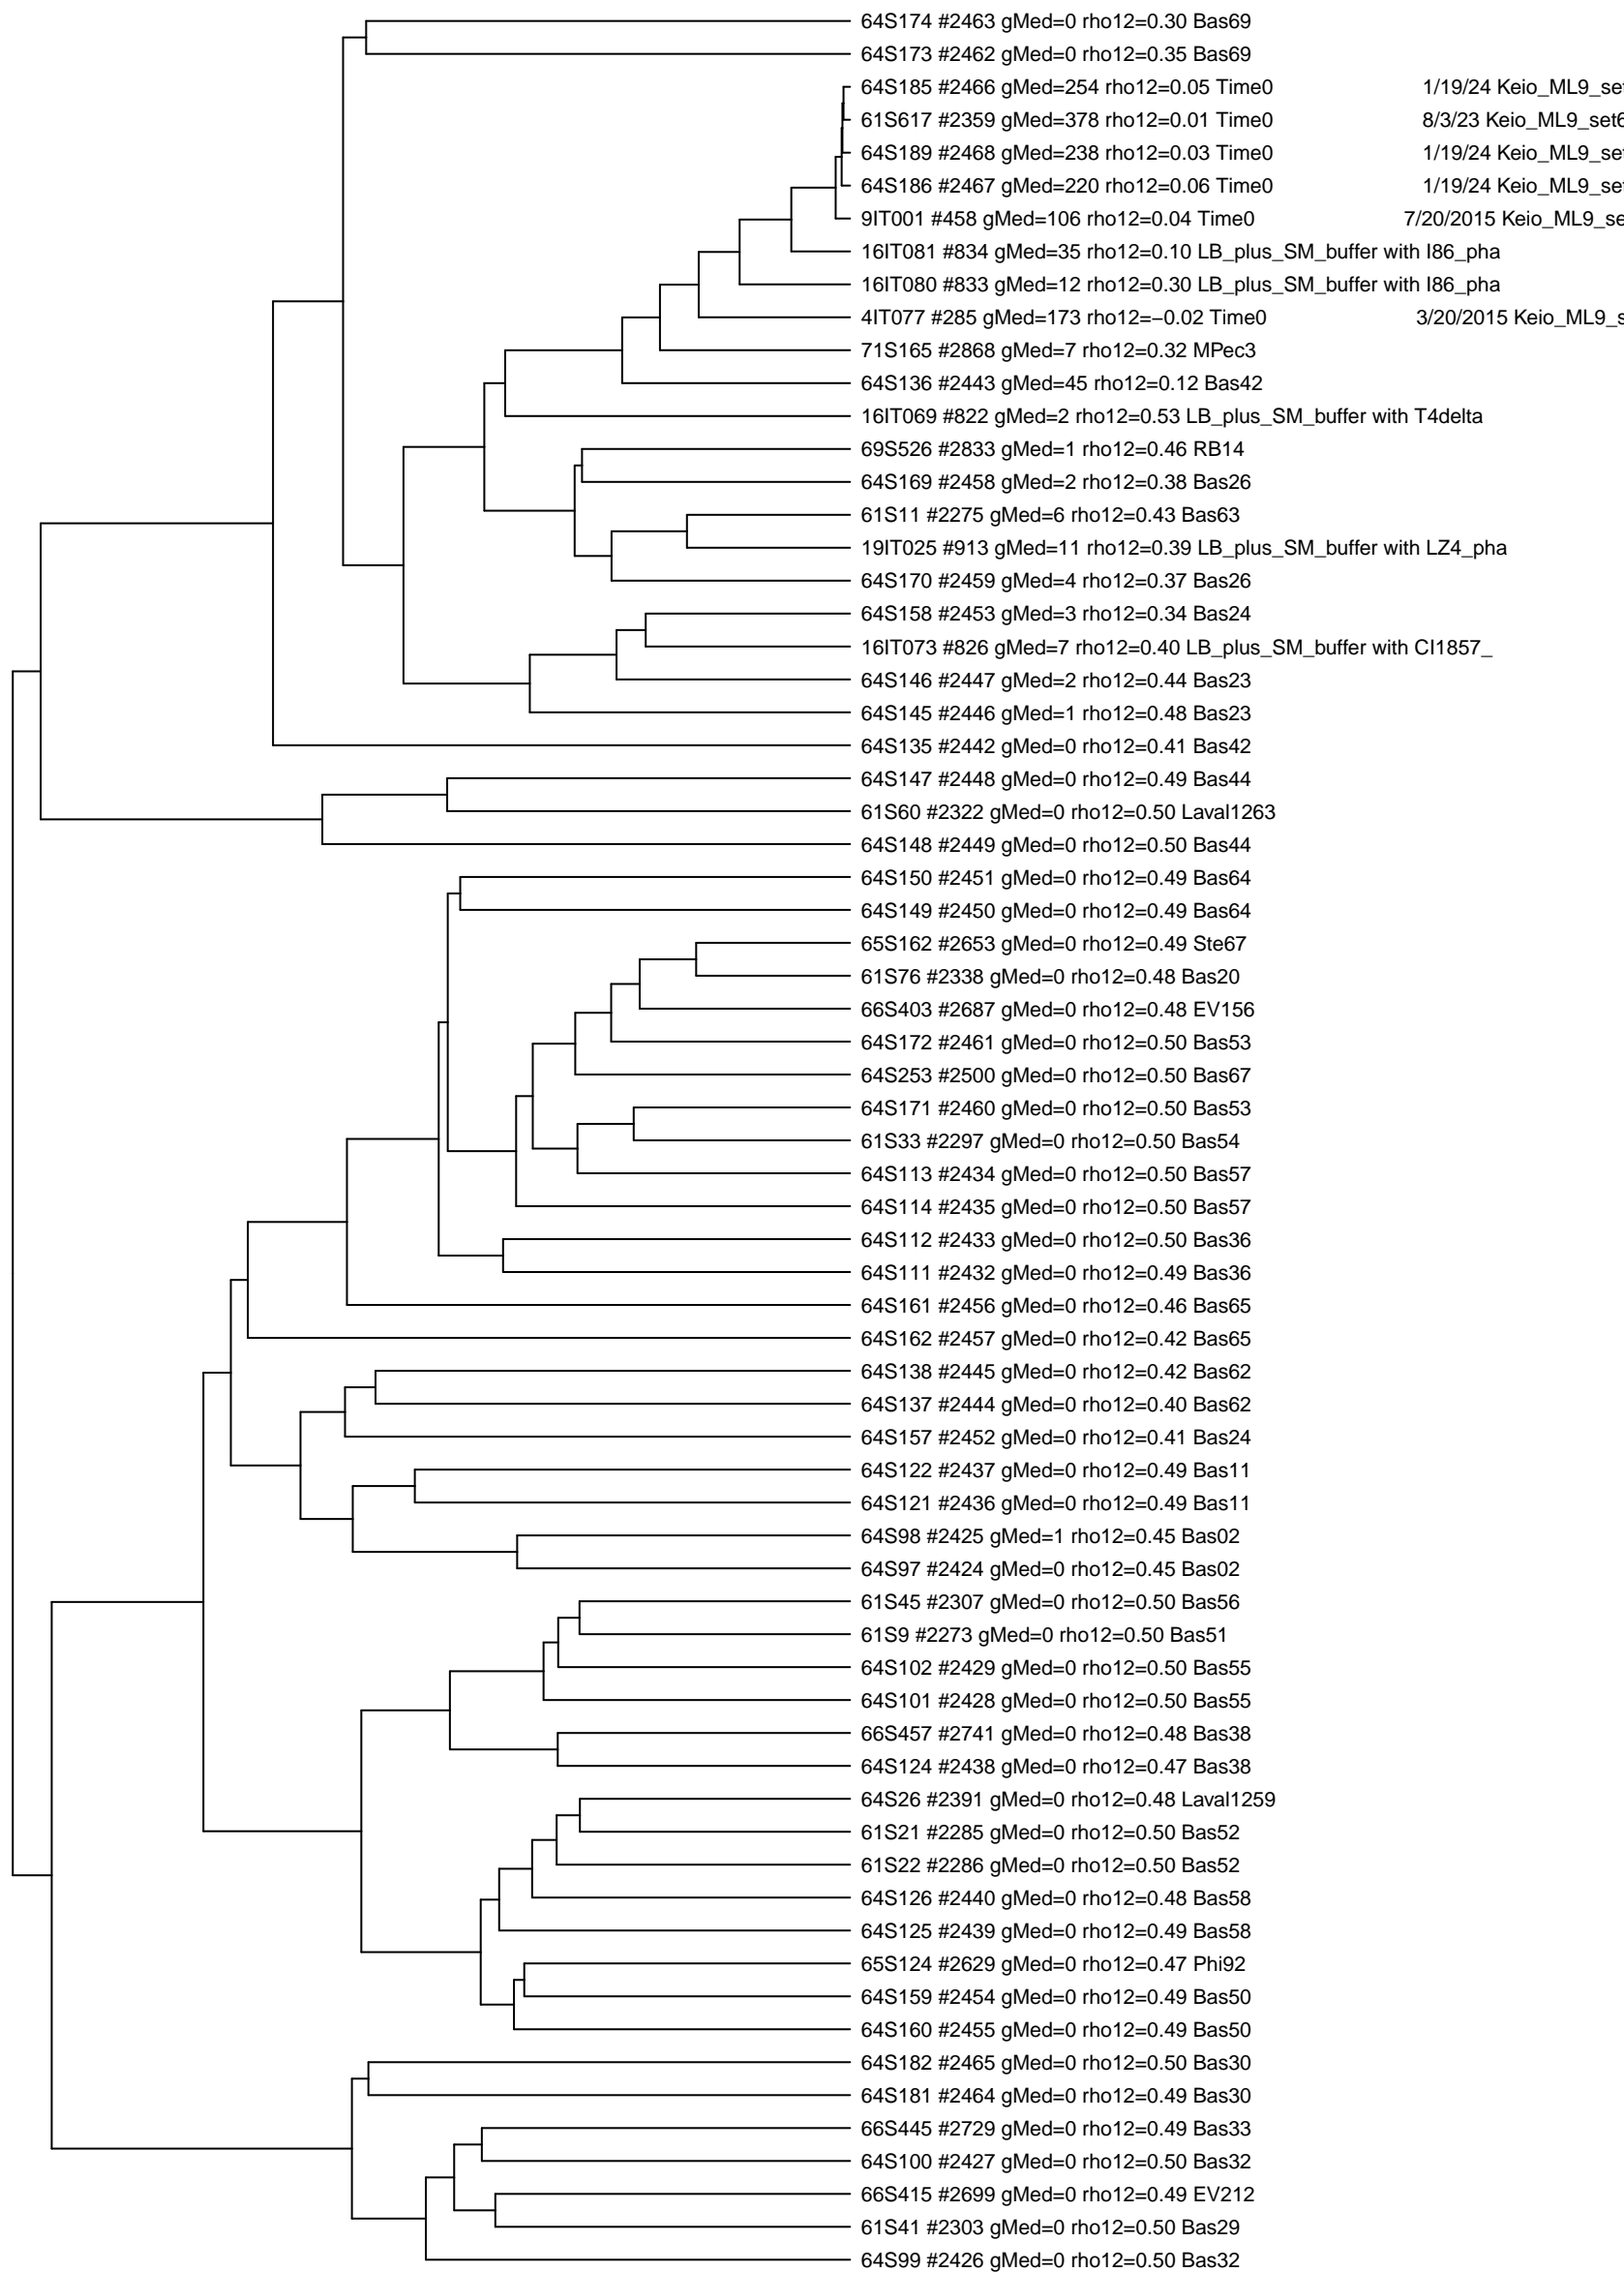 64S174 #2463 gMed=0 rho12=0.30 Bas69
64S173 #2462 gMed=0 rho12=0.35 Bas69
64S185 #2466 gMed=254 rho12=0.05 Time0 1/19/24 Keio_ML9_se
61S617 #2359 gMed=378 rho12=0.01 Time0 8/3/23 Keio_ML9_set
64S189 #2468 gMed=238 rho12=0.03 Time0 1/19/24 Keio_ML9_se
64S186 #2467 gMed=220 rho12=0.06 Time0 1/19/24 Keio_ML9_se
9IT001 #458 gMed=106 rho12=0.04 Time0 7/20/2015 Keio_ML9_se
16IT081 #834 gMed=35 rho12=0.10 LB_plus_SM_buffer with I86_pha
16IT080 #833 gMed=12 rho12=0.30 LB_plus_SM_buffer with I86_pha
4IT077 #285 gMed=173 rho12=−0.02 Time0 3/20/2015 Keio_ML9_s
71S165 #2868 gMed=7 rho12=0.32 MPec3
64S136 #2443 gMed=45 rho12=0.12 Bas42
16IT069 #822 gMed=2 rho12=0.53 LB_plus_SM_buffer with T4delta
69S526 #2833 gMed=1 rho12=0.46 RB14
64S169 #2458 gMed=2 rho12=0.38 Bas26
61S11 #2275 gMed=6 rho12=0.43 Bas63
19IT025 #913 gMed=11 rho12=0.39 LB_plus_SM_buffer with LZ4_pha
64S170 #2459 gMed=4 rho12=0.37 Bas26
64S158 #2453 gMed=3 rho12=0.34 Bas24
16IT073 #826 gMed=7 rho12=0.40 LB_plus_SM_buffer with CI1857_
64S146 #2447 gMed=2 rho12=0.44 Bas23
64S145 #2446 gMed=1 rho12=0.48 Bas23
64S135 #2442 gMed=0 rho12=0.41 Bas42
64S147 #2448 gMed=0 rho12=0.49 Bas44
61S60 #2322 gMed=0 rho12=0.50 Laval1263
64S148 #2449 gMed=0 rho12=0.50 Bas44
64S150 #2451 gMed=0 rho12=0.49 Bas64
64S149 #2450 gMed=0 rho12=0.49 Bas64
65S162 #2653 gMed=0 rho12=0.49 Ste67
61S76 #2338 gMed=0 rho12=0.48 Bas20
66S403 #2687 gMed=0 rho12=0.48 EV156
64S172 #2461 gMed=0 rho12=0.50 Bas53
64S253 #2500 gMed=0 rho12=0.50 Bas67
64S171 #2460 gMed=0 rho12=0.50 Bas53
61S33 #2297 gMed=0 rho12=0.50 Bas54
64S113 #2434 gMed=0 rho12=0.50 Bas57
64S114 #2435 gMed=0 rho12=0.50 Bas57
64S112 #2433 gMed=0 rho12=0.50 Bas36
64S111 #2432 gMed=0 rho12=0.49 Bas36
64S161 #2456 gMed=0 rho12=0.46 Bas65
64S162 #2457 gMed=0 rho12=0.42 Bas65
64S138 #2445 gMed=0 rho12=0.42 Bas62
64S137 #2444 gMed=0 rho12=0.40 Bas62
64S157 #2452 gMed=0 rho12=0.41 Bas24
64S122 #2437 gMed=0 rho12=0.49 Bas11
64S121 #2436 gMed=0 rho12=0.49 Bas11
64S98 #2425 gMed=1 rho12=0.45 Bas02
64S97 #2424 gMed=0 rho12=0.45 Bas02
61S45 #2307 gMed=0 rho12=0.50 Bas56
61S9 #2273 gMed=0 rho12=0.50 Bas51
64S102 #2429 gMed=0 rho12=0.50 Bas55
64S101 #2428 gMed=0 rho12=0.50 Bas55
66S457 #2741 gMed=0 rho12=0.48 Bas38
64S124 #2438 gMed=0 rho12=0.47 Bas38
64S26 #2391 gMed=0 rho12=0.48 Laval1259
61S21 #2285 gMed=0 rho12=0.50 Bas52
61S22 #2286 gMed=0 rho12=0.50 Bas52
64S126 #2440 gMed=0 rho12=0.48 Bas58
64S125 #2439 gMed=0 rho12=0.49 Bas58
65S124 #2629 gMed=0 rho12=0.47 Phi92
64S159 #2454 gMed=0 rho12=0.49 Bas50
64S160 #2455 gMed=0 rho12=0.49 Bas50
64S182 #2465 gMed=0 rho12=0.50 Bas30
64S181 #2464 gMed=0 rho12=0.49 Bas30
66S445 #2729 gMed=0 rho12=0.49 Bas33
64S100 #2427 gMed=0 rho12=0.50 Bas32
66S415 #2699 gMed=0 rho12=0.49 EV212
61S41 #2303 gMed=0 rho12=0.50 Bas29
64S99 #2426 gMed=0 rho12=0.50 Bas32